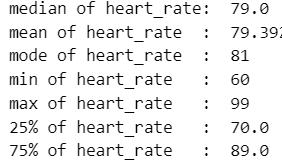 median of heart_rate: 79.0
mean of heart_rate  : 79.392
mode of heart_rate  : 81
min of heart_rate   : 60
max of heart_rate   : 99
25% of heart_rate   : 70.0
75% of heart_rate   : 89.0